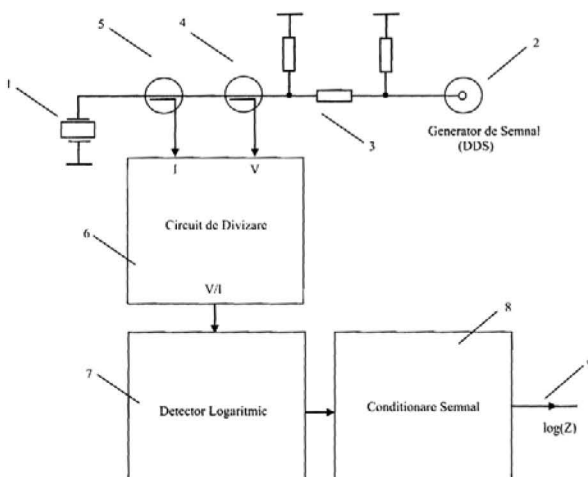 5
4
2
1
3
Generator de Semnal
(DDS)
I
V
Circuit de Divizare
6
V/I
8
7
Detector Logaritmic
Conditionare Semnal
log(Z)